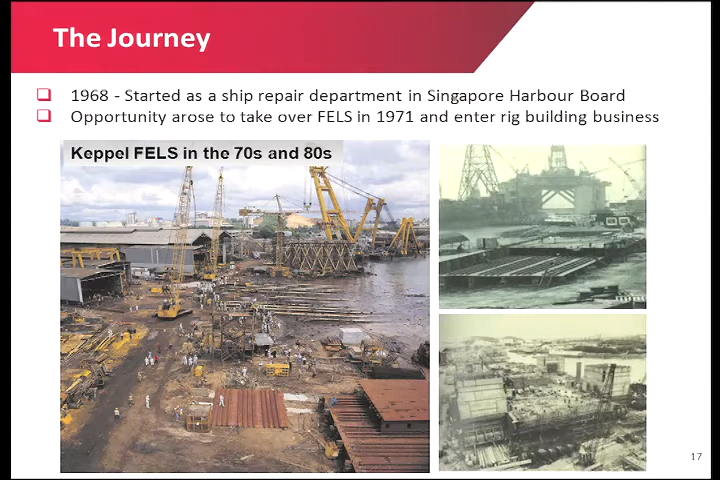 The Journey
1968 - Started as a ship repair department in Singapore Harbour Board
Opportunity arose to take over FELS in 1971 and enter rig building business
Keppel FELS in the 70s and 80s
17